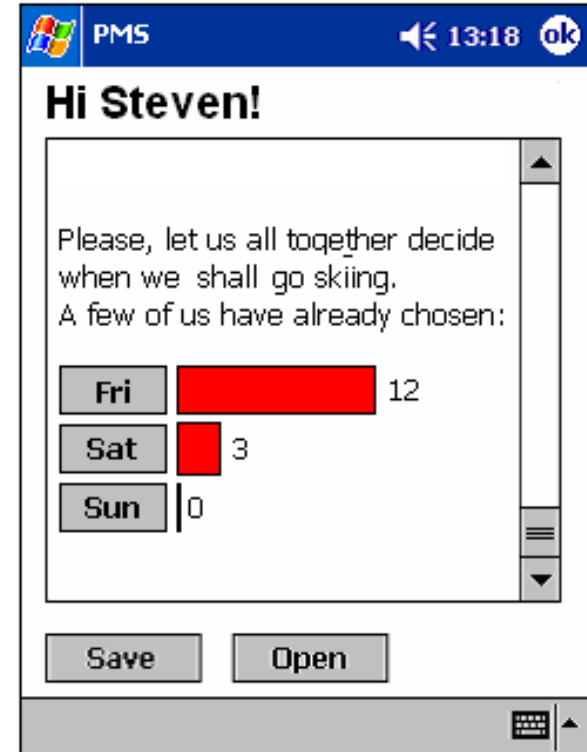 PMS 13:18 ok
Hi Steven!
Please, let us all together decide
when we shall go skiing.
A few of us have already chosen:
Fri 12
Sat 3
Sun 0
Save Open